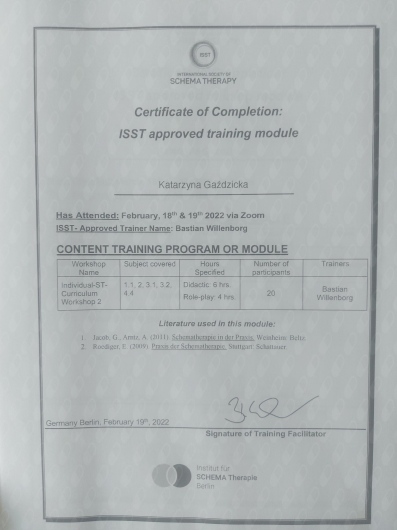 ISST
INTERNATIONAL SOCIETY OF
SCHEMA THERAPY
Certificate of Completion:
ISST approved training module
Katarzyna Gaździcka
Has Attended: February, 18th & 19th 2022 via Zoom
ISST- Approved Trainer Name: Bastian Willenborg
CONTENT TRAINING PROGRAM OR MODULE
Workshop Name | Subject covered | Hours Specified | Number of participants | Trainers
Individual-ST-Curriculum Workshop 2 | 1.1, 2, 3.1, 3.2, 4.4 | Didactic: 6 hrs. Role-play: 4 hrs. | 20 | Bastian Willenborg
Literature used in this module:
1. Jacob, G., Arntz, A. (2011). Schematherapie in der Praxis. Weinheim: Beltz.
2. Roediger, E. (2009). Praxis der Schematherapie. Stuttgart: Schattauer.
Germany Berlin, February 19th, 2022
Signature of Training Facilitator
Institut für
SCHEMA Therapie
Berlin